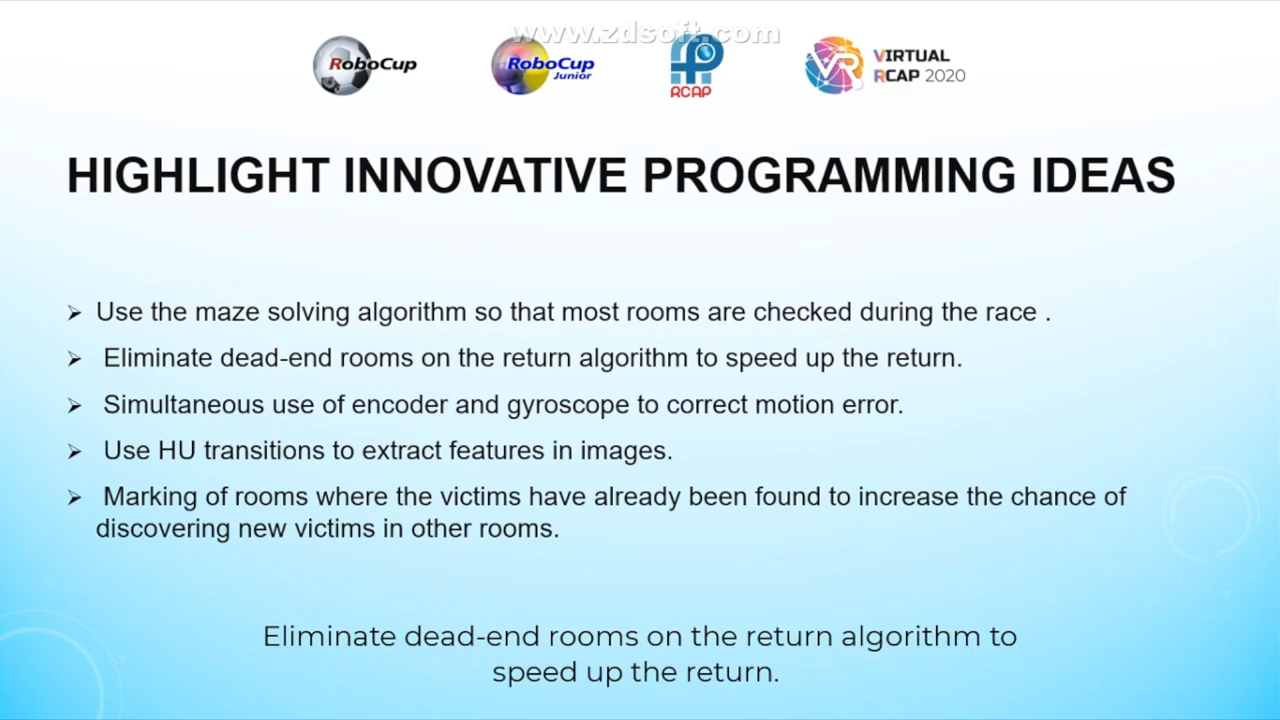 www.zdsoft.com
RoboCup
RoboCup
Junior
RCAP
VR
VIRTUAL
RCAP 2020
HIGHLIGHT INNOVATIVE PROGRAMMING IDEAS
➢ Use the maze solving algorithm so that most rooms are checked during the race .
➢ Eliminate dead-end rooms on the return algorithm to speed up the return.
➢ Simultaneous use of encoder and gyroscope to correct motion error.
➢ Use HU transitions to extract features in images.
➢ Marking of rooms where the victims have already been found to increase the chance of
discovering new victims in other rooms.
Eliminate dead-end rooms on the return algorithm to
speed up the return.